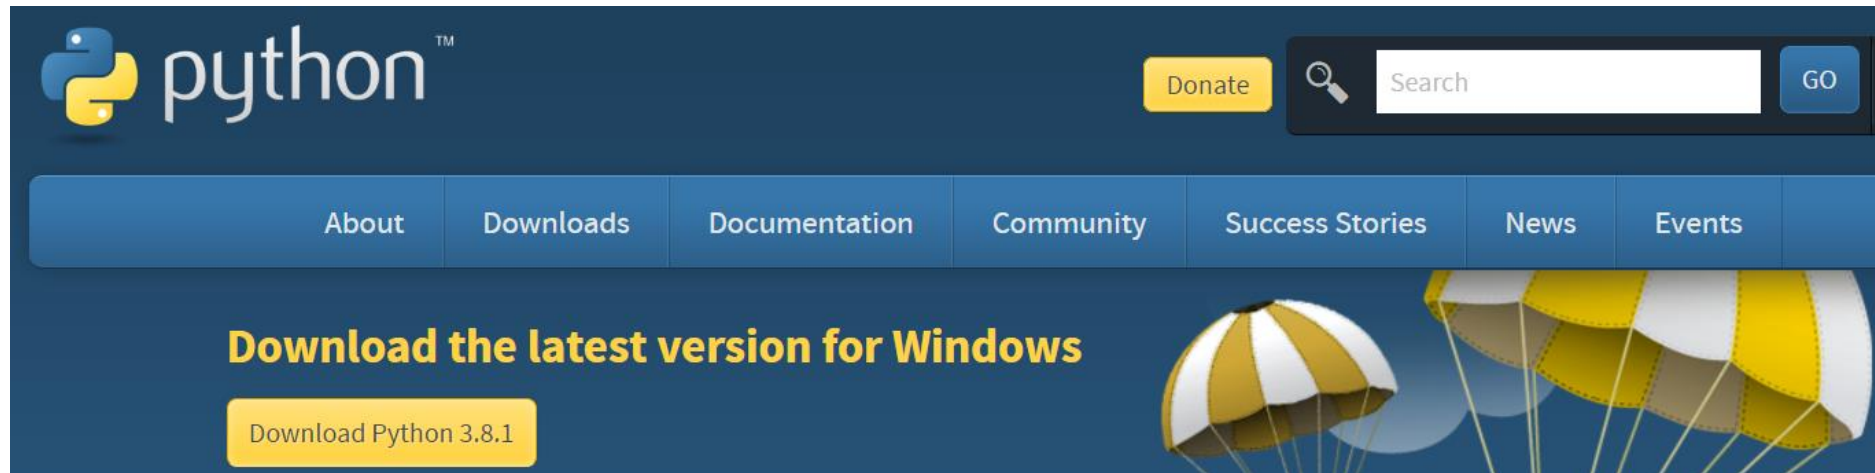 python™
Donate
Search
GO
About Downloads Documentation Community Success Stories News Events
Download the latest version for Windows
Download Python 3.8.1